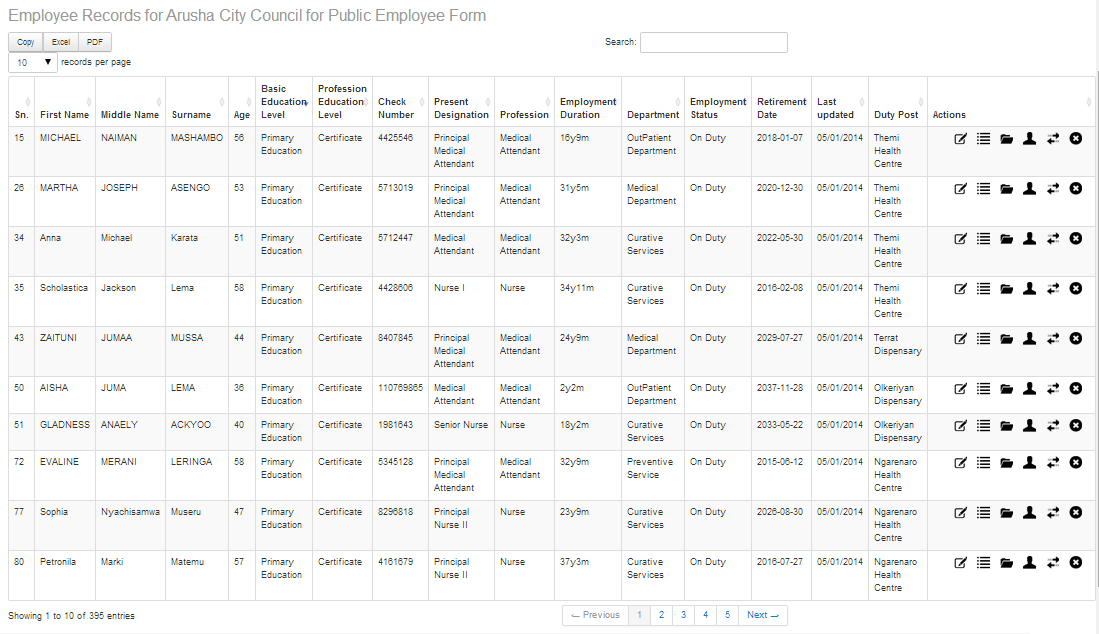 Employee Records for Arusha City Council for Public Employee Form
Copy Excel PDF
Search:
10 records per page
Sn. First Name Middle Name Surname Age Basic Education Level Profession Education Level Check Number Present Designation Profession Employment Duration Department Employment Status Retirement Date Last updated Duty Post Actions
15 MICHAEL NAIMAN MASHAMBO 56 Primary Education Certificate 4425546 Principal Medical Attendant Medical Attendant 16y9m OutPatient Department On Duty 2018-01-07 05/01/2014 Themi Health Centre
26 MARTHA JOSEPH ASENGO 53 Primary Education Certificate 5713019 Principal Medical Attendant Medical Attendant 31y5m Medical Department On Duty 2020-12-30 05/01/2014 Themi Health Centre
34 Anna Michael Karata 51 Primary Education Certificate 5712447 Medical Attendant Medical Attendant 32y3m Curative Services On Duty 2022-05-30 05/01/2014 Themi Health Centre
35 Scholastica Jackson Lema 58 Primary Education Certificate 4428606 Nurse I Nurse 34y11m Curative Services On Duty 2016-02-08 05/01/2014 Themi Health Centre
43 ZAITUNI JUMAA MUSSA 44 Primary Education Certificate 8407845 Principal Medical Attendant Medical Attendant 24y9m Medical Department On Duty 2029-07-27 05/01/2014 Terrat Dispensary
50 AISHA JUMA LEMA 36 Primary Education Certificate 110769865 Medical Attendant Medical Attendant 2y2m OutPatient Department On Duty 2037-11-28 05/01/2014 Olkeriyan Dispensary
51 GLADNESS ANAELY ACKYOO 40 Primary Education Certificate 1981643 Senior Nurse Nurse 18y2m Curative Services On Duty 2033-05-22 05/01/2014 Olkeriyan Dispensary
72 EVALINE MERANI LERINGA 58 Primary Education Certificate 5345128 Principal Medical Attendant Medical Attendant 32y9m Preventive Service On Duty 2015-06-12 05/01/2014 Ngarenaro Health Centre
77 Sophia Nyachisamwa Museru 47 Primary Education Certificate 8296818 Principal Nurse II Nurse 23y9m Curative Services On Duty 2026-08-30 05/01/2014 Ngarenaro Health Centre
80 Petronila Marki Matemu 57 Primary Education Certificate 4161679 Principal Nurse II Nurse 37y3m Curative Services On Duty 2016-07-27 05/01/2014 Ngarenaro Health Centre
Showing 1 to 10 of 395 entries
← Previous 1 2 3 4 5 Next →